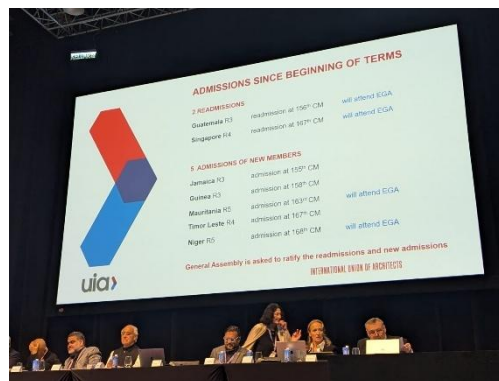 ADMISSIONS SINCE BEGINNING OF TERMS
2 READMISSIONS
Guatemala R3 readmission at 156th CM will attend EGA
Singapore R4 readmission at 167th CM will attend EGA
5 ADMISSIONS OF NEW MEMBERS
Jamaica R3 admission at 155th CM
Guinea R3 admission at 158th CM
Mauritania R5 admission at 163rd CM will attend EGA
Timor Leste R4 admission at 167th CM
Niger R5 admission at 168th CM will attend EGA
General Assembly is asked to ratify the readmissions and new admissions
INTERNATIONAL UNION OF ARCHITECTS
uia